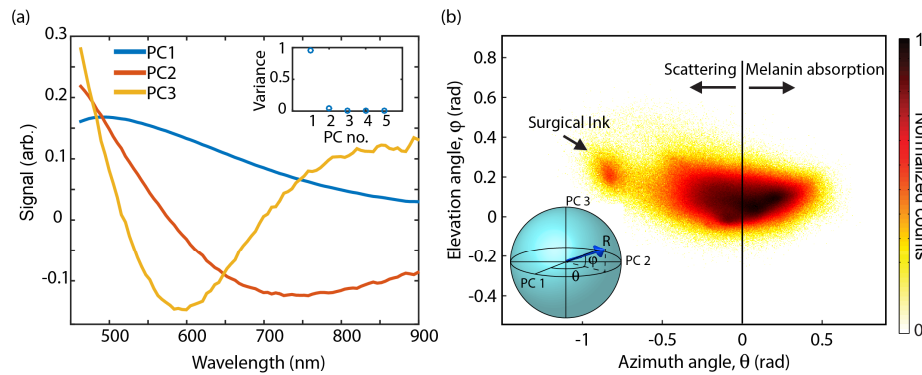 (a)
0.3
0.2
0.1
0
-0.1
Signal (arb.)
PC1
PC2
PC3
Variance
1
0.5
0
1 2 3 4 5
PC no.
500 600 700 800 900
Wavelength (nm)
(b)
0.8
0.6
0.4
0.2
0
-0.2
-0.4
Elevation angle, φ (rad)
Scattering
Melanin absorption
Surgical Ink
PC 3
R
PC 2
φ
PC 1
θ
-1 -0.5 0 0.5
Azimuth angle, θ (rad)
1
0
Normalized counts